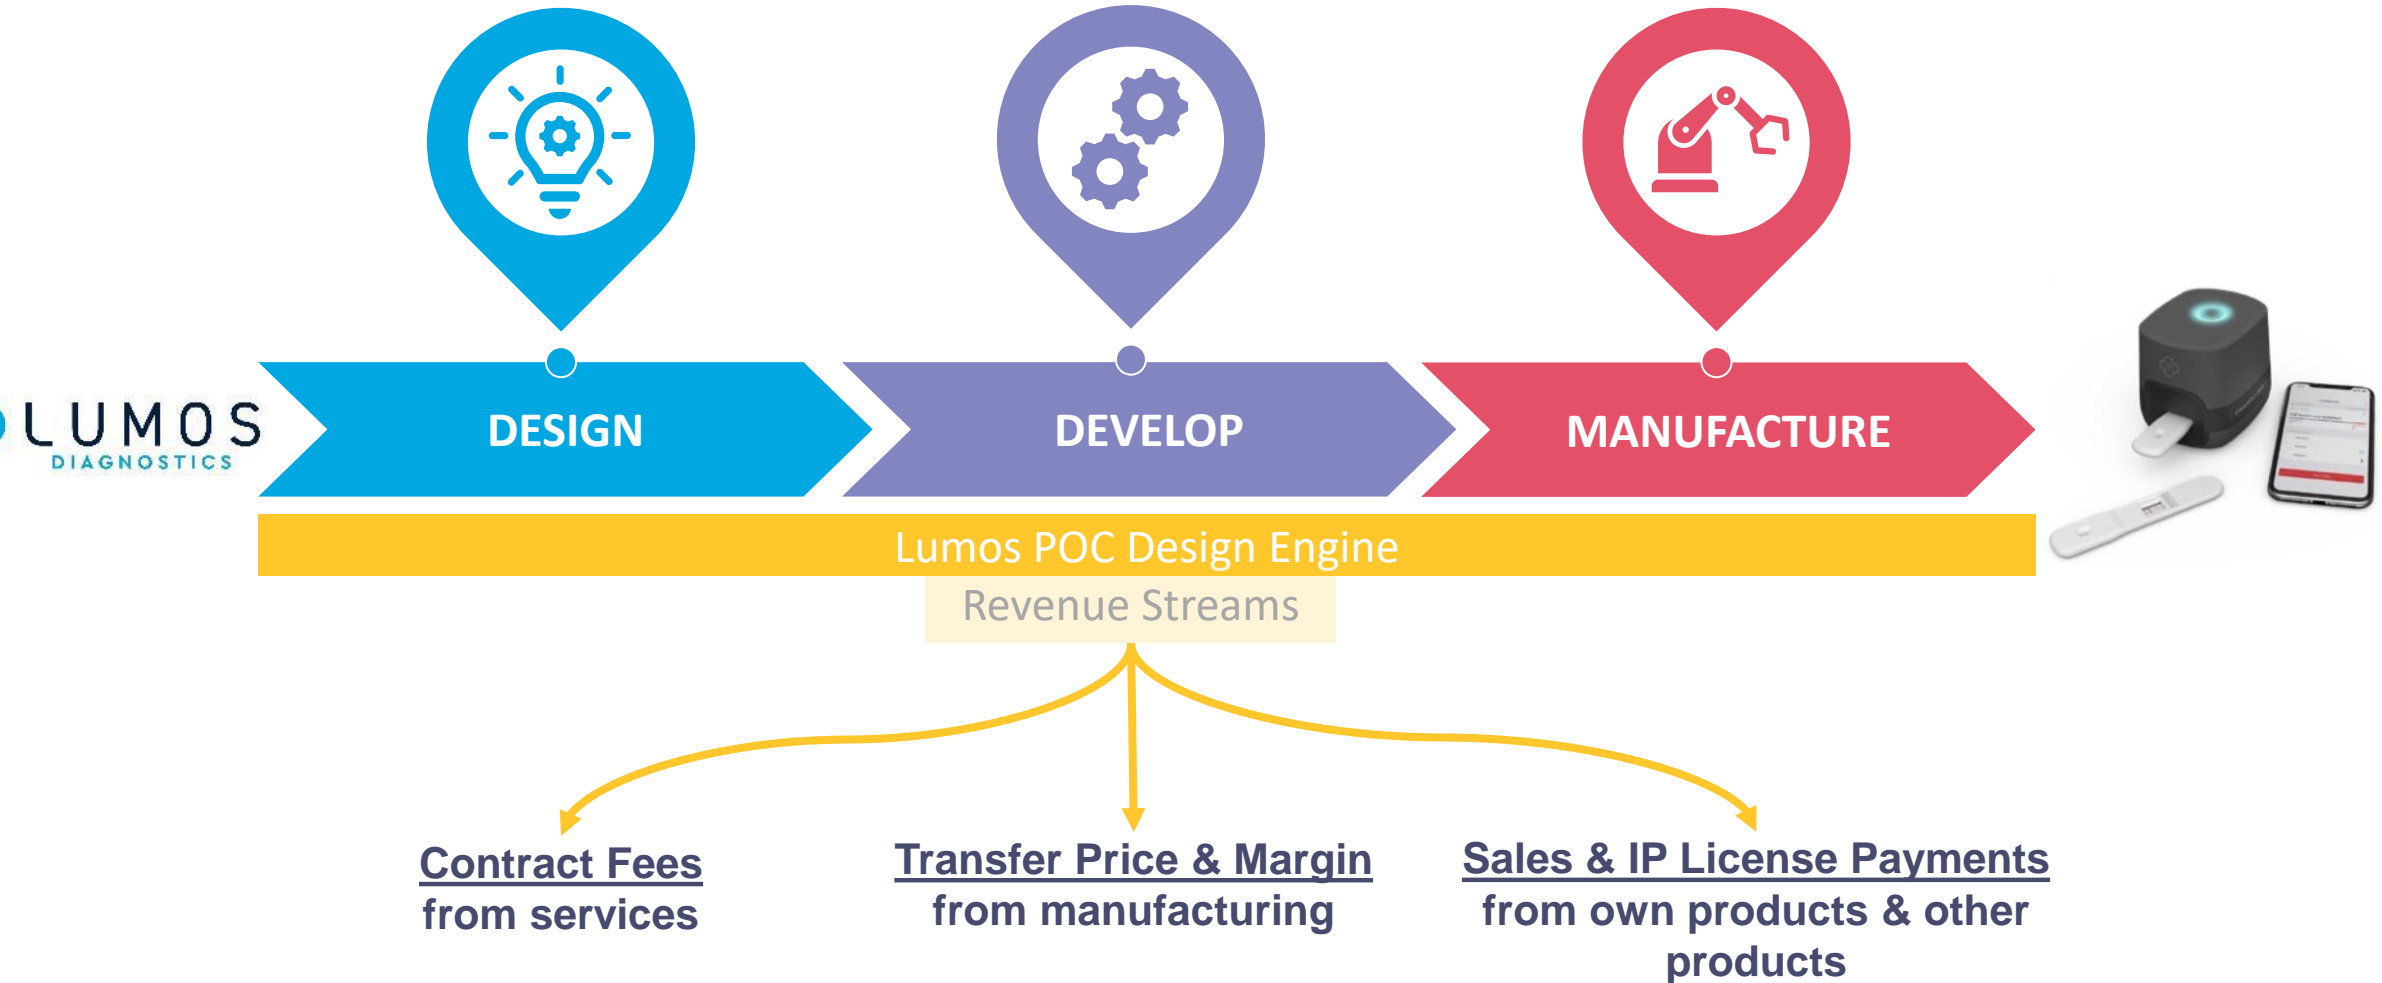 LUMOS
DIAGNOSTICS
DESIGN
DEVELOP
MANUFACTURE
Lumos POC Design Engine
Revenue Streams
Contract Fees
from services
Transfer Price & Margin
from manufacturing
Sales & IP License Payments
from own products & other
products